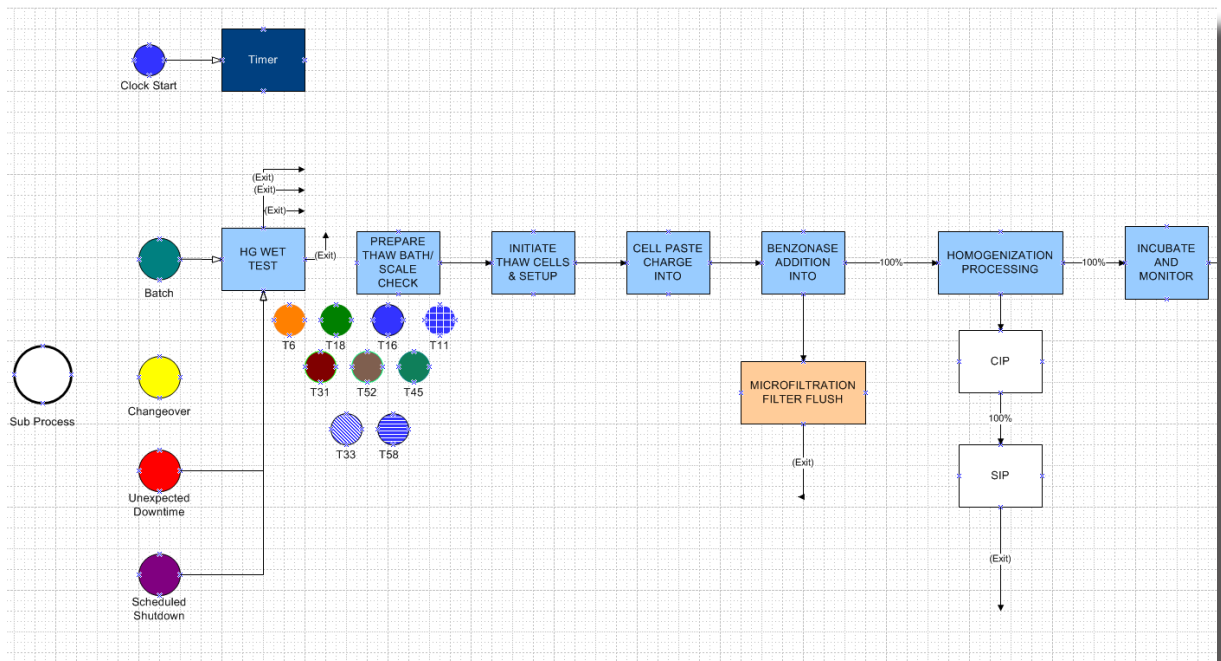 Timer
Clock Start
(Exit)
(Exit)
(Exit)
(Exit)
HG WET
TEST
PREPARE
THAW BATH/
SCALE
CHECK
INITIATE
THAW CELLS
& SETUP
CELL PASTE
CHARGE
INTO
BENZONASE
ADDITION
INTO
100%
HOMOGENIZATION
PROCESSING
100%
INCUBATE
AND
MONITOR
Batch
T6
T18
T16
T11
T31
T52
T45
T33
T58
Sub Process
Changeover
Unexpected
Downtime
Scheduled
Shutdown
MICROFILTRATION
FILTER FLUSH
(Exit)
CIP
100%
SIP
(Exit)